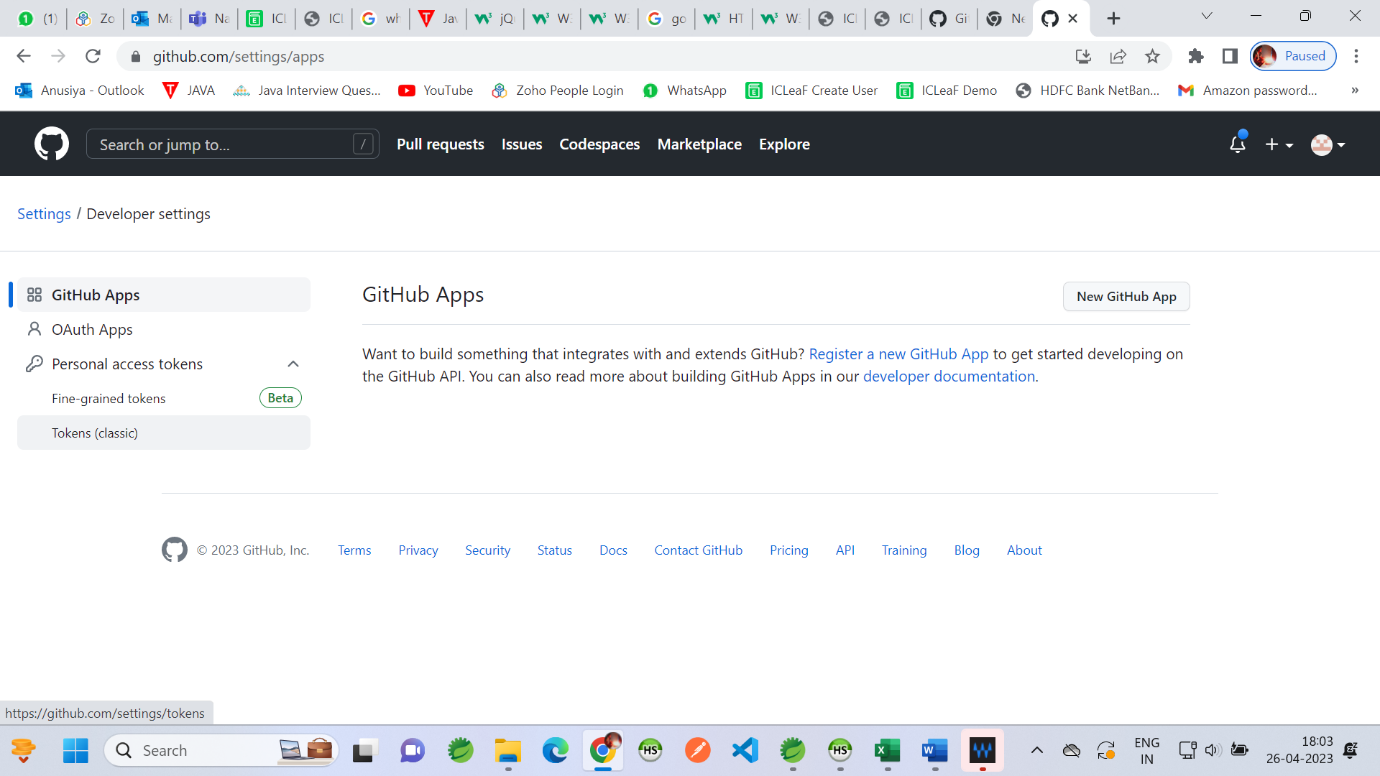 (1)
Zo
Ma
Na
ICl
ICl
wh
Jav
jQ
W
W
go
HT
W
ICl
ICl
Git
Ne
github.com/settings/apps
Paused
Anusiya - Outlook
JAVA
Java Interview Ques...
YouTube
Zoho People Login
WhatsApp
ICLeaF Create User
ICLeaF Demo
HDFC Bank NetBan...
Amazon password...
»
Search or jump to...
/
Pull requests
Issues
Codespaces
Marketplace
Explore
Settings / Developer settings
GitHub Apps
OAuth Apps
Personal access tokens
Fine-grained tokens
Beta
Tokens (classic)
GitHub Apps
New GitHub App
Want to build something that integrates with and extends GitHub? Register a new GitHub App to get started developing on
the GitHub API. You can also read more about building GitHub Apps in our developer documentation.
© 2023 GitHub, Inc.
Terms
Privacy
Security
Status
Docs
Contact GitHub
Pricing
API
Training
Blog
About
https://github.com/settings/tokens
Search
ENG
IN
18:03
26-04-2023